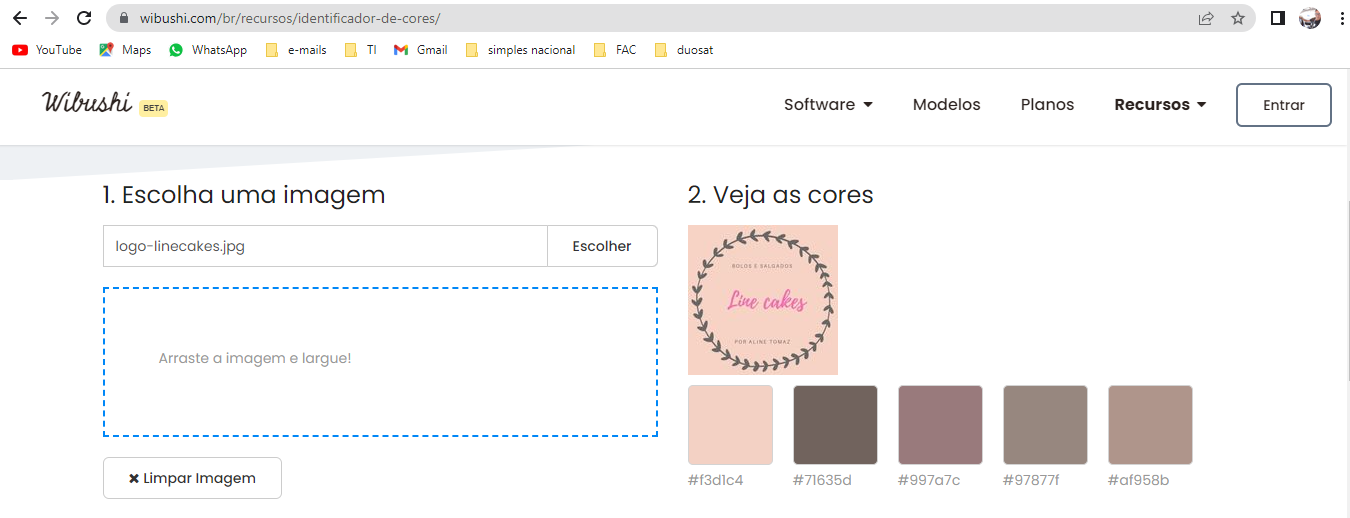 wibushi.com/br/recursos/identificador-de-cores/
YouTube Maps WhatsApp e-mails TI Gmail simples nacional FAC duosat
Wibushi BETA Software Modelos Planos Recursos Entrar
1. Escolha uma imagem
logo-linecakes.jpg Escolher
Arraste a imagem e largue!
✖ Limpar Imagem
2. Veja as cores
BOLOS E SALGADOS
Line cakes
POR ALINE TOMAZ
#f3d1c4 #71635d #997a7c #97877f #af958b